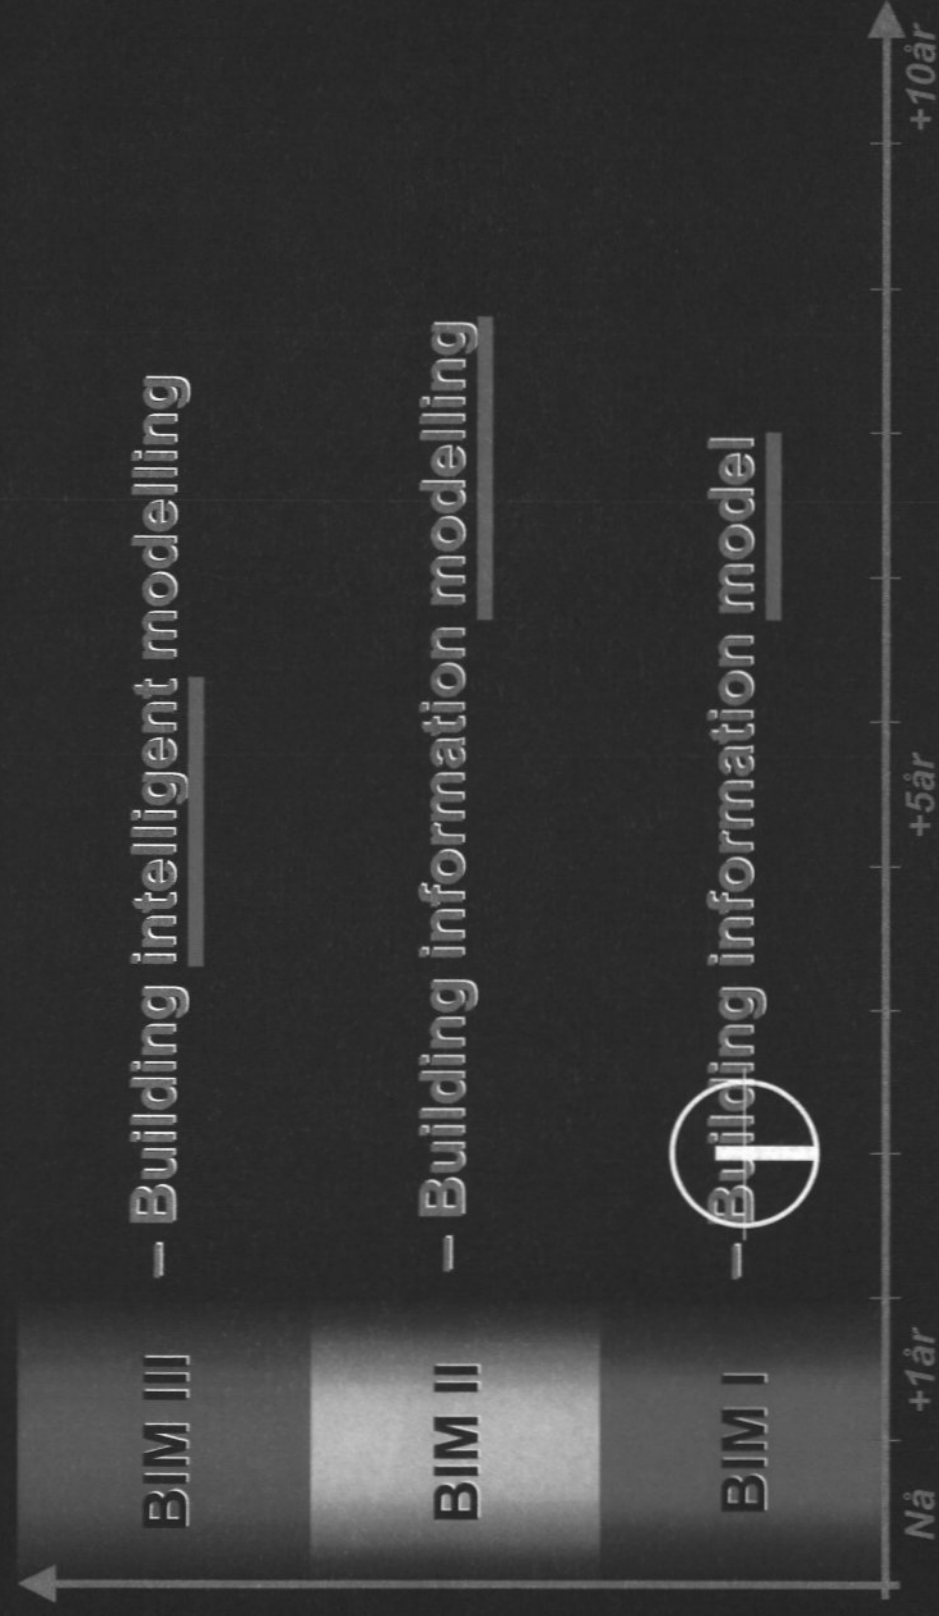 BIM III – Building intelligent modelling
BIM II – Building information modelling
BIM I – Building information model
Nå +1år +5år +10år